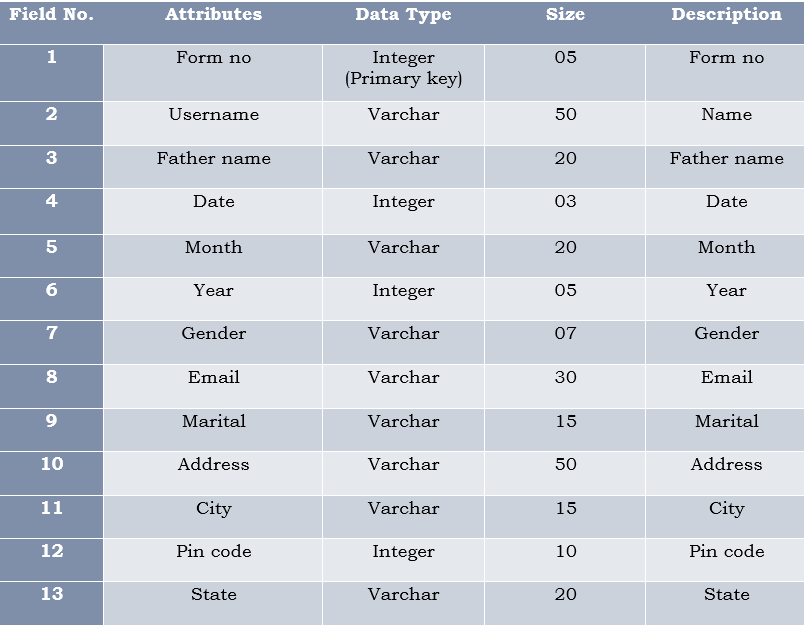 Field No. Attributes Data Type Size Description
1 Form no Integer 05 Form no
(Primary key)
2 Username Varchar 50 Name
3 Father name Varchar 20 Father name
4 Date Integer 03 Date
5 Month Varchar 20 Month
6 Year Integer 05 Year
7 Gender Varchar 07 Gender
8 Email Varchar 30 Email
9 Marital Varchar 15 Marital
10 Address Varchar 50 Address
11 City Varchar 15 City
12 Pin code Integer 10 Pin code
13 State Varchar 20 State